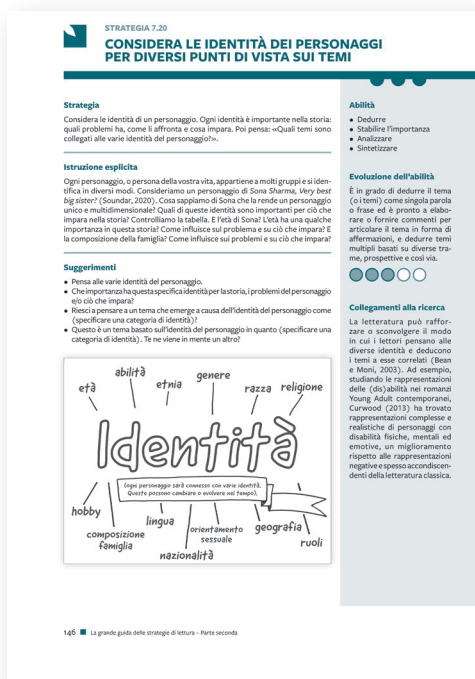 STRATEGIA 7.20
CONSIDERA LE IDENTITÀ DEI PERSONAGGI
PER DIVERSI PUNTI DI VISTA SUI TEMI
Strategia
Considera le identità di un personaggio. Ogni identità è importante nella storia:
quali problemi ha, come li affronta e cosa impara. Poi pensa: «Quali temi sono
collegati alle varie identità del personaggio?».
Istruzione esplicita
Ogni personaggio, o persona della vostra vita, appartiene a molti gruppi e si iden-
tifica in diversi modi. Consideriamo un personaggio di Sona Sharma, Very best
big sister? (Soundar, 2020). Cosa sappiamo di Sona che la rende un personaggio
unico e multidimensionale? Quali di queste identità sono importanti per ciò che
impara nella storia? Controlliamo la tabella. E l'età di Sona? L'età ha una qualche
importanza in questa storia? Come influisce sul problema e su ciò che impara? E
la composizione della famiglia? Come influisce sui problemi e su ciò che impara?
Suggerimenti
● Pensa alle varie identità del personaggio.
● Che importanza ha questa specifica identità per la storia, i problemi del personaggio
e/o ciò che impara?
● Riesci a pensare a un tema che emerge a causa dell'identità del personaggio come
(specificare una categoria di identità)?
● Questo è un tema basato sull'identità del personaggio in quanto (specificare una
categoria di identità). Te ne viene in mente un altro?
età
abilità
etnia
genere
razza
religione
Identità
(ogni personaggio sarà connesso con varie identità.
Queste possono cambiare o evolvere nel tempo).
hobby
composizione
famiglia
lingua
nazionalità
orientamento
sessuale
geografia
ruoli
Abilità
● Dedurre
● Stabilire l'importanza
● Analizzare
● Sintetizzare
Evoluzione dell'abilità
È in grado di dedurre il tema
(o i temi) come singola parola
o frase ed è pronto a elabo-
rare o fornire commenti per
articolare il tema in forma di
affermazioni, e dedurre temi
multipli basati su diverse tra-
me, prospettive e così via.
Collegamenti alla ricerca
La letteratura può raffor-
zare o sconvolgere il modo
in cui i lettori pensano alle
diverse identità e deducono
i temi a esse correlati (Bean
e Moni, 2003). Ad esempio,
studiando le rappresentazioni
delle (dis)abilità nei romanzi
Young Adult contemporanei,
Curwood (2013) ha trovato
rappresentazioni complesse e
realistiche di personaggi con
disabilità fisiche, mentali ed
emotive, un miglioramento
rispetto alle rappresentazioni
negative e spesso accondiscen-
denti della letteratura classica.
146 ■ La grande guida delle strategie di lettura – Parte seconda